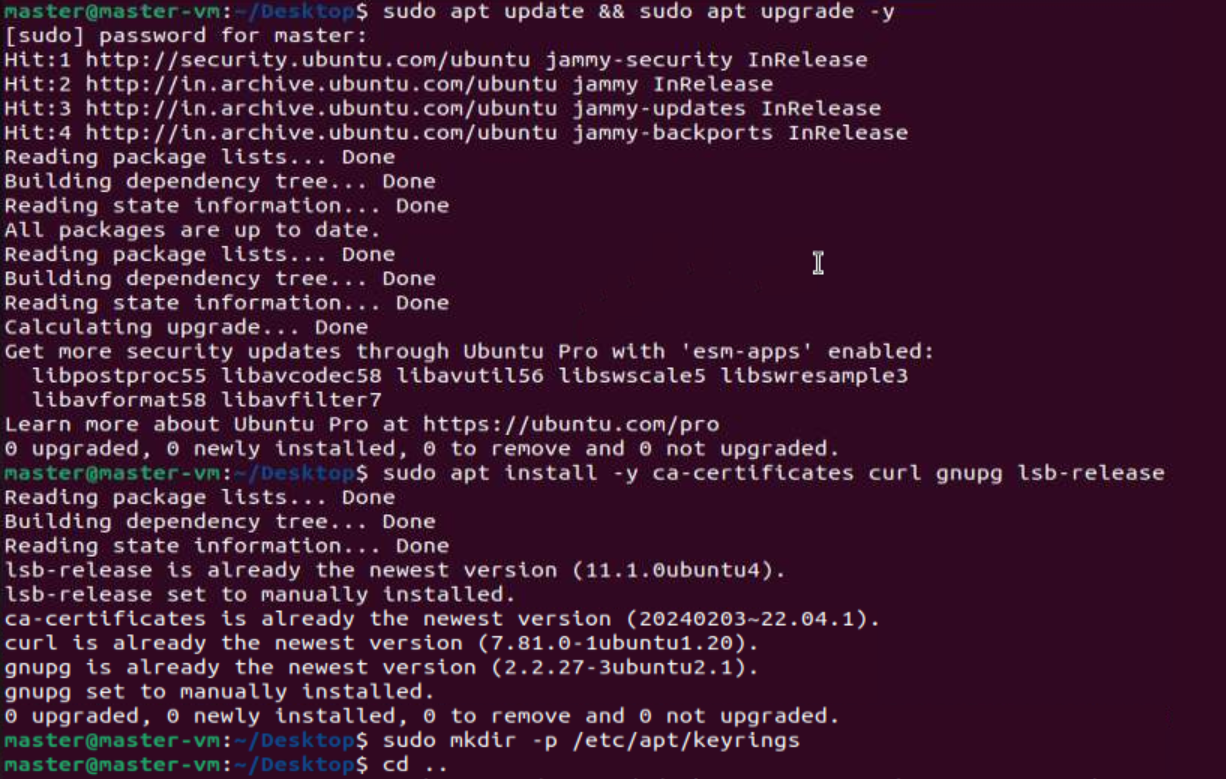 master@master-vm:~/Desktop$ sudo apt update && sudo apt upgrade -y
[sudo] password for master:
Hit:1 http://security.ubuntu.com/ubuntu jammy-security InRelease
Hit:2 http://in.archive.ubuntu.com/ubuntu jammy InRelease
Hit:3 http://in.archive.ubuntu.com/ubuntu jammy-updates InRelease
Hit:4 http://in.archive.ubuntu.com/ubuntu jammy-backports InRelease
Reading package lists... Done
Building dependency tree... Done
Reading state information... Done
All packages are up to date.
Reading package lists... Done
Building dependency tree... Done
Reading state information... Done
Calculating upgrade... Done
Get more security updates through Ubuntu Pro with 'esm-apps' enabled:
  libpostproc55 libavcodec58 libavutil56 libswscale5 libswresample3
  libavformat58 libavfilter7
Learn more about Ubuntu Pro at https://ubuntu.com/pro
0 upgraded, 0 newly installed, 0 to remove and 0 not upgraded.
master@master-vm:~/Desktop$ sudo apt install -y ca-certificates curl gnupg lsb-release
Reading package lists... Done
Building dependency tree... Done
Reading state information... Done
lsb-release is already the newest version (11.1.0ubuntu4).
lsb-release set to manually installed.
ca-certificates is already the newest version (20240203~22.04.1).
curl is already the newest version (7.81.0-1ubuntu1.20).
gnupg is already the newest version (2.2.27-3ubuntu2.1).
gnupg set to manually installed.
0 upgraded, 0 newly installed, 0 to remove and 0 not upgraded.
master@master-vm:~/Desktop$ sudo mkdir -p /etc/apt/keyrings
master@master-vm:~/Desktop$ cd ..